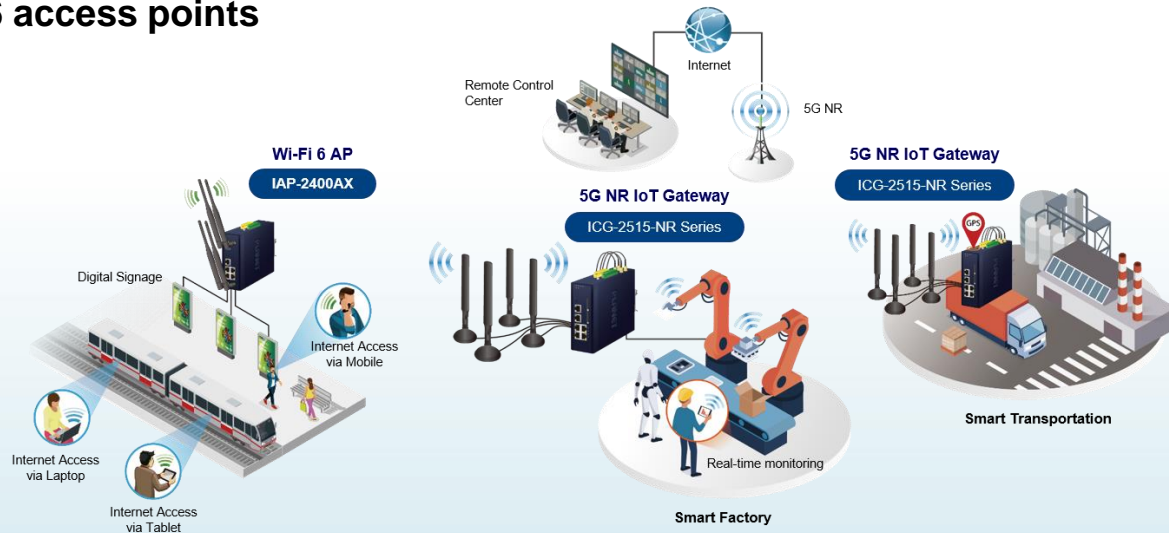 6 access points
Internet
Remote Control
Center
5G NR
Wi-Fi 6 AP
IAP-2400AX
5G NR IoT Gateway
ICG-2515-NR Series
5G NR IoT Gateway
ICG-2515-NR Series
GPS
Digital Signage
Internet Access
via Mobile
Internet Access
via Laptop
Internet Access
via Tablet
Real-time monitoring
Smart Factory
Smart Transportation
PLANET